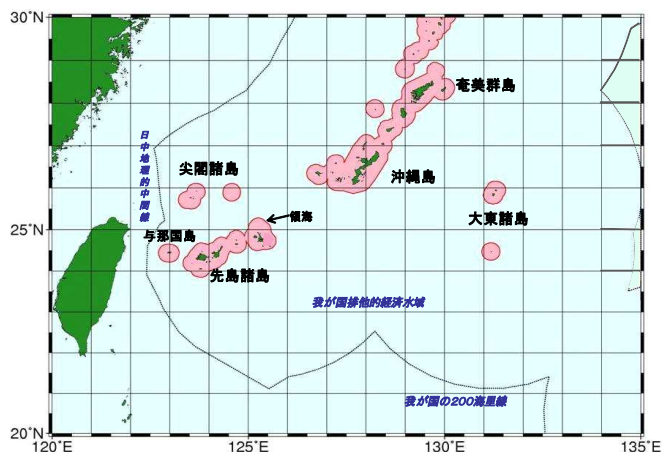 30°N
奄美群島
日中地理的中間線
尖閣諸島
沖縄島
領海
大東諸島
25°N
与那国島
先島諸島
我が国排他的経済水域
我が国の200海里線
20°N
120°E
125°E
130°E
135°E